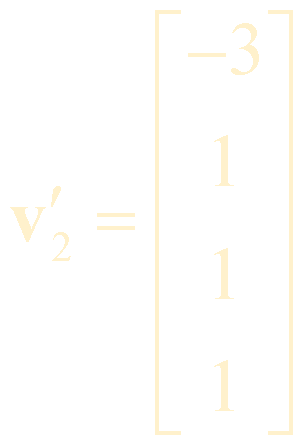 v′₂ = [−3
1
1
1]